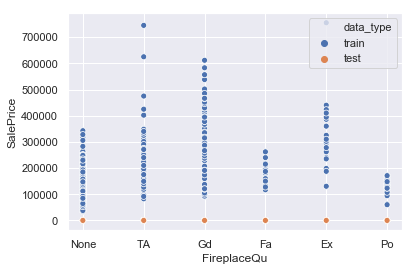 data_type
train
test
700000
600000
500000
400000
300000
200000
100000
0
SalePrice
None TA Gd Fa Ex Po
FireplaceQu